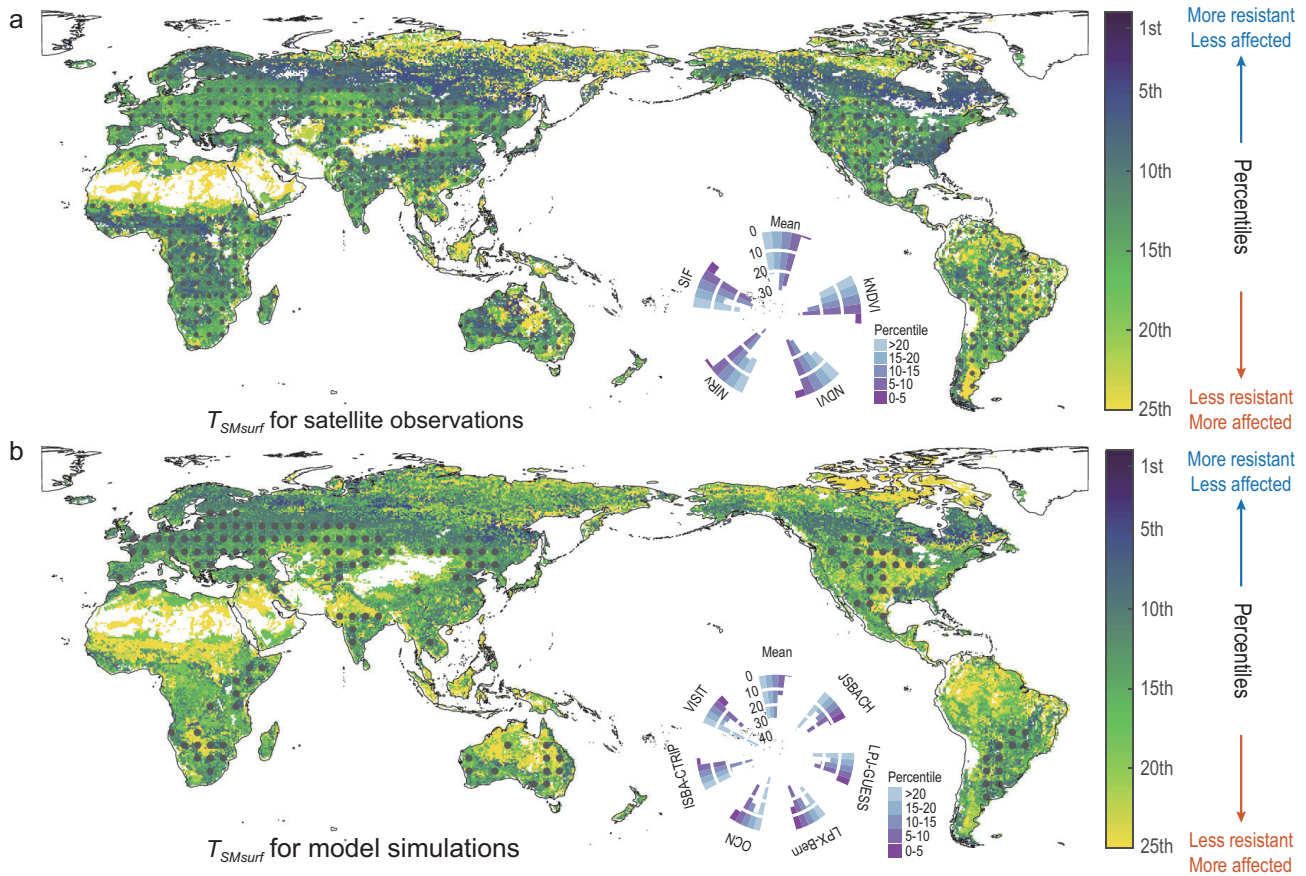 a
1st
5th
10th
15th
20th
25th
More resistant
Less affected
Percentiles
Less resistant
More affected
Mean
0
10
20
30
kNDVI
NDVI
NIRv
SIF
Percentile
>20
15-20
10-15
5-10
0-5
T_SMsurf for satellite observations
b
1st
5th
10th
15th
20th
25th
More resistant
Less affected
Percentiles
Less resistant
More affected
Mean
0
10
20
30
40
JSBACH
LPJ-GUESS
LPX-Bern
OCN
ISBA-CTRIP
VISIT
Percentile
>20
15-20
10-15
5-10
0-5
T_SMsurf for model simulations